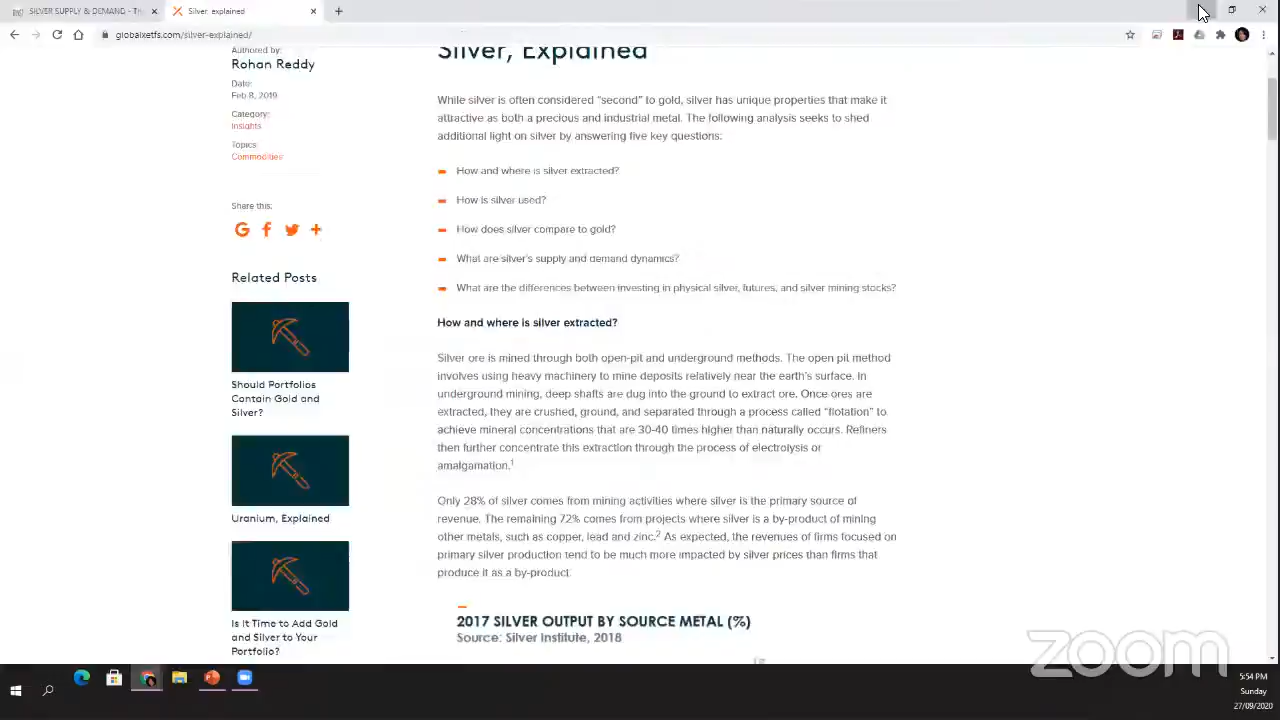 SILVER SUPPLY & DEMAND - Th
Silver: explained
globalxetfs.com/silver-explained/
Authored by:
Rohan Reddy
Date:
Feb 8, 2019
Category:
Insights
Topics:
Commodities
Share this:
Related Posts
Should Portfolios
Contain Gold and
Silver?
Uranium, Explained
Is It Time to Add Gold
and Silver to Your
Portfolio?
Silver, Explained
While silver is often considered “second” to gold, silver has unique properties that make it
attractive as both a precious and industrial metal. The following analysis seeks to shed
additional light on silver by answering five key questions:
How and where is silver extracted?
How is silver used?
How does silver compare to gold?
What are silver's supply and demand dynamics?
What are the differences between investing in physical silver, futures, and silver mining stocks?
How and where is silver extracted?
Silver ore is mined through both open-pit and underground methods. The open pit method
involves using heavy machinery to mine deposits relatively near the earth's surface. In
underground mining, deep shafts are dug into the ground to extract ore. Once ores are
extracted, they are crushed, ground, and separated through a process called “flotation” to
achieve mineral concentrations that are 30-40 times higher than naturally occurs. Refiners
then further concentrate this extraction through the process of electrolysis or
amalgamation.1
Only 28% of silver comes from mining activities where silver is the primary source of
revenue. The remaining 72% comes from projects where silver is a by-product of mining
other metals, such as copper, lead and zinc.2 As expected, the revenues of firms focused on
primary silver production tend to be much more impacted by silver prices than firms that
produce it as a by-product.
2017 SILVER OUTPUT BY SOURCE METAL (%)
Source: Silver Institute, 2018
zoom
5:54 PM
Sunday
27/09/2020